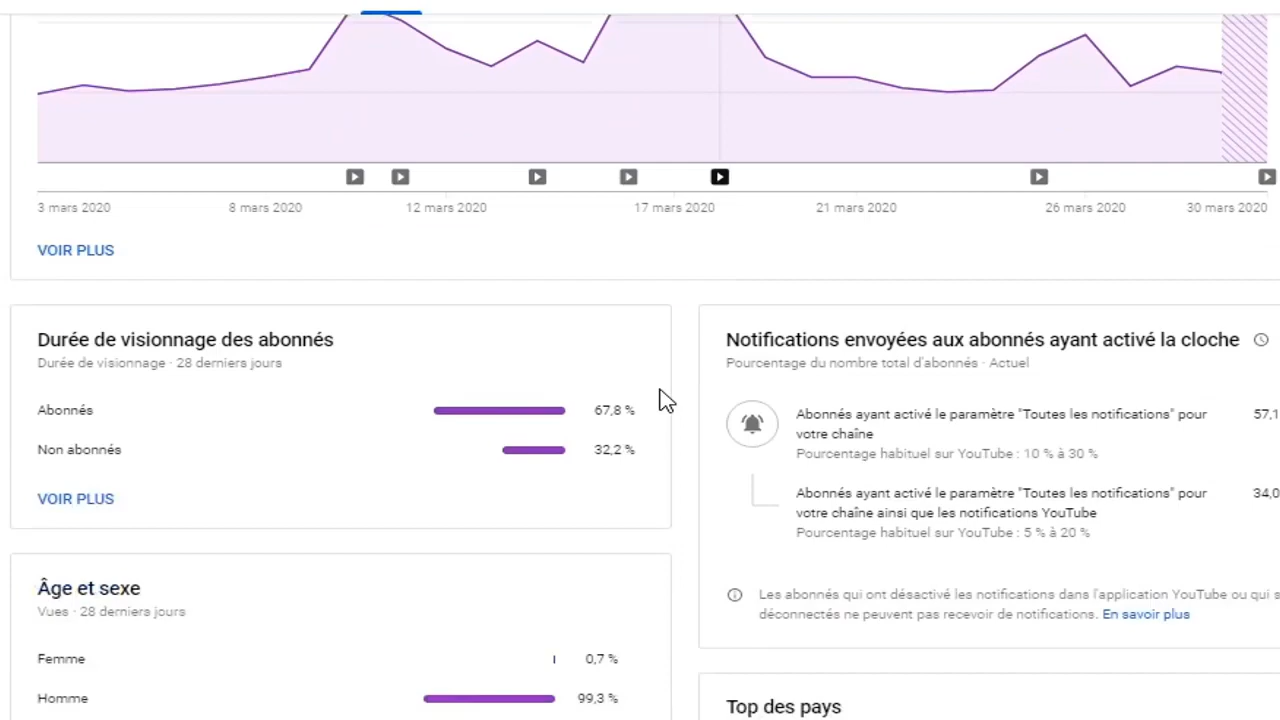 3 mars 2020
8 mars 2020
12 mars 2020
17 mars 2020
21 mars 2020
26 mars 2020
30 mars 2020
VOIR PLUS
Durée de visionnage des abonnés
Durée de visionnage · 28 derniers jours
Abonnés
67,8 %
Non abonnés
32,2 %
VOIR PLUS
Âge et sexe
Vues · 28 derniers jours
Femme
0,7 %
Homme
99,3 %
Notifications envoyées aux abonnés ayant activé la cloche
Pourcentage du nombre total d'abonnés · Actuel
Abonnés ayant activé le paramètre "Toutes les notifications" pour
votre chaîne
57,1
Pourcentage habituel sur YouTube : 10 % à 30 %
Abonnés ayant activé le paramètre "Toutes les notifications" pour
votre chaîne ainsi que les notifications YouTube
34,0
Pourcentage habituel sur YouTube : 5 % à 20 %
Les abonnés qui ont désactivé les notifications dans l'application YouTube ou qui s
déconnectés ne peuvent pas recevoir de notifications. En savoir plus
Top des pays